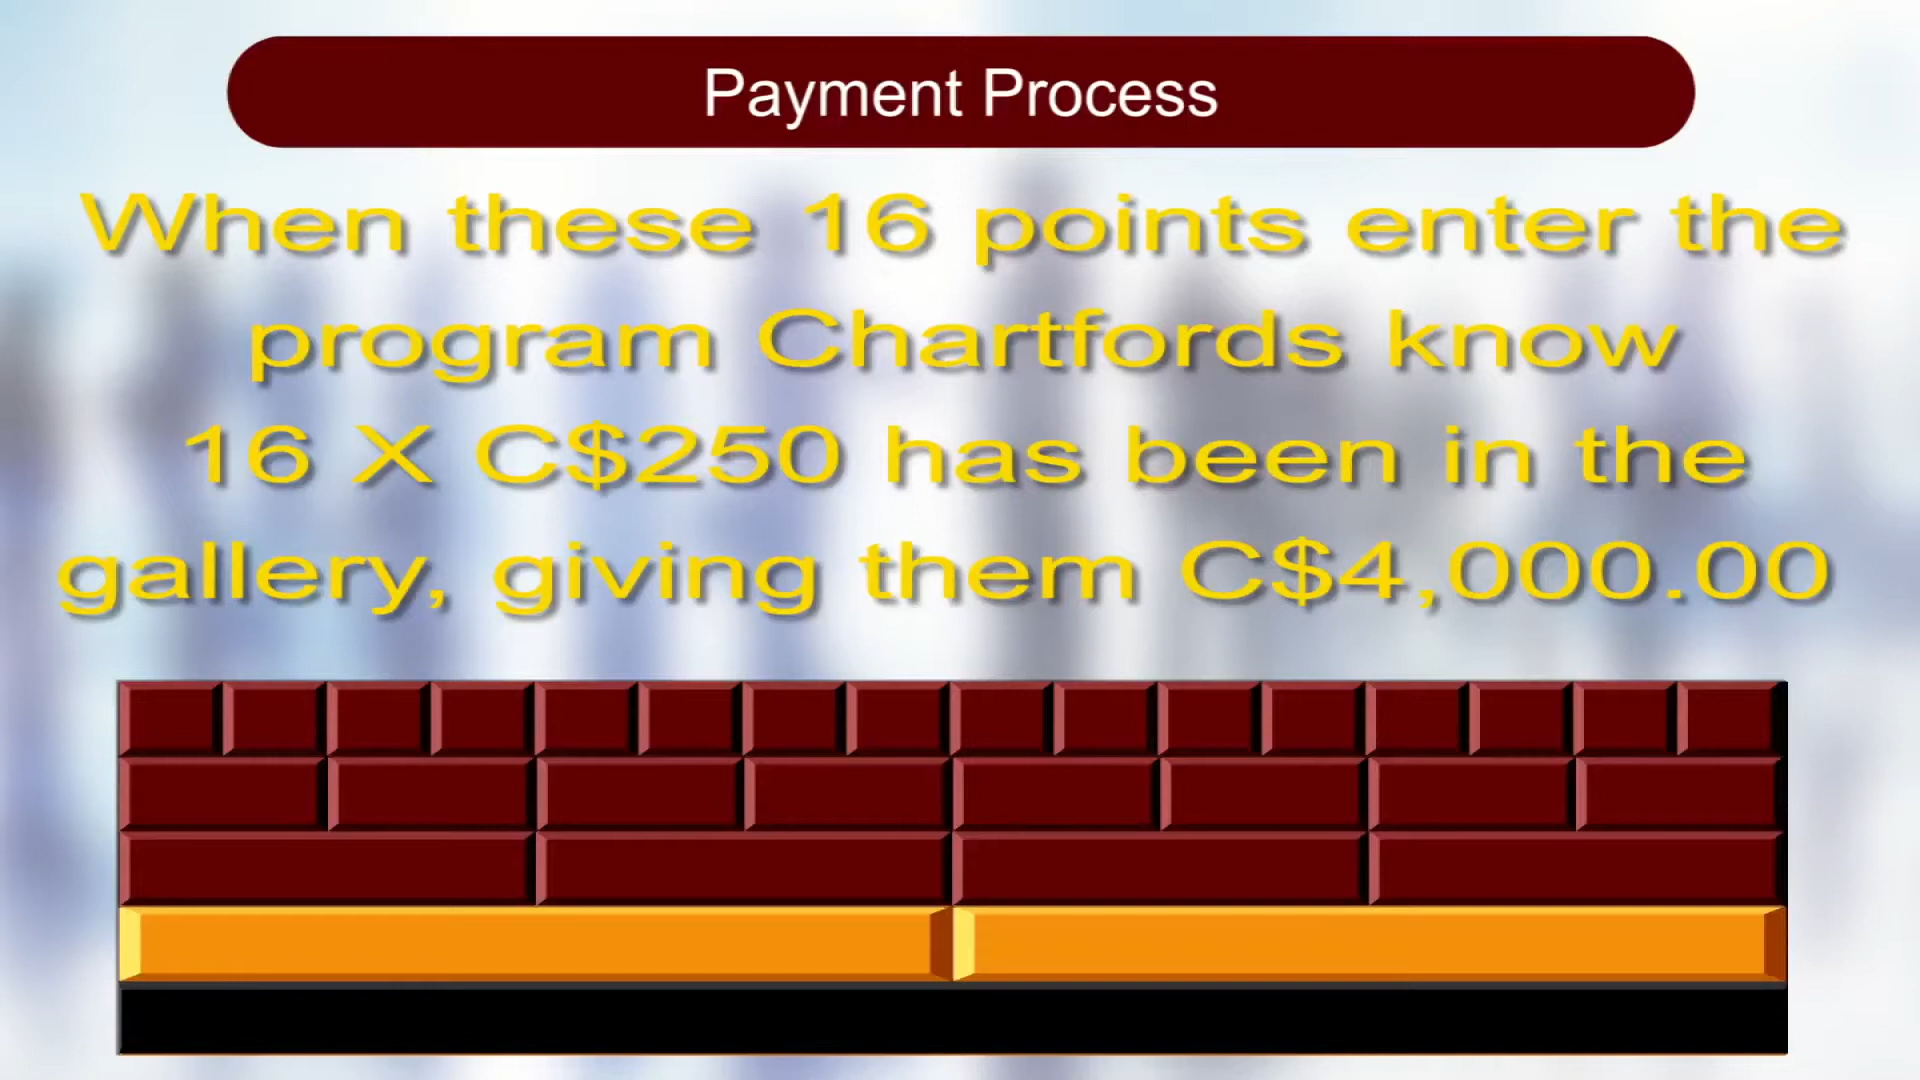 Payment Process
When these 16 points enter the
program Chartfords know
16 X C$250 has been in the
gallery, giving them C$4,000.00